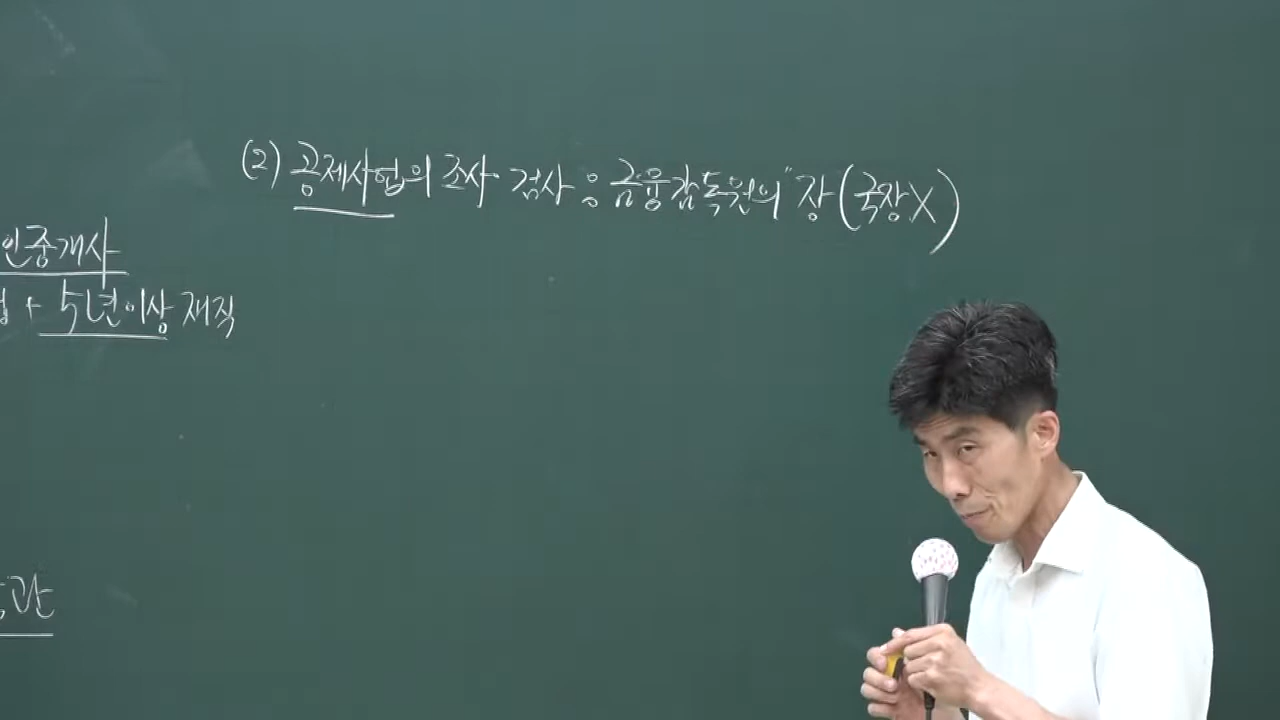 (2) 공제사업의 조사·검사 : 금융감독원의 "장 (국장X)
인중개사
+ 5년이상 재직
관